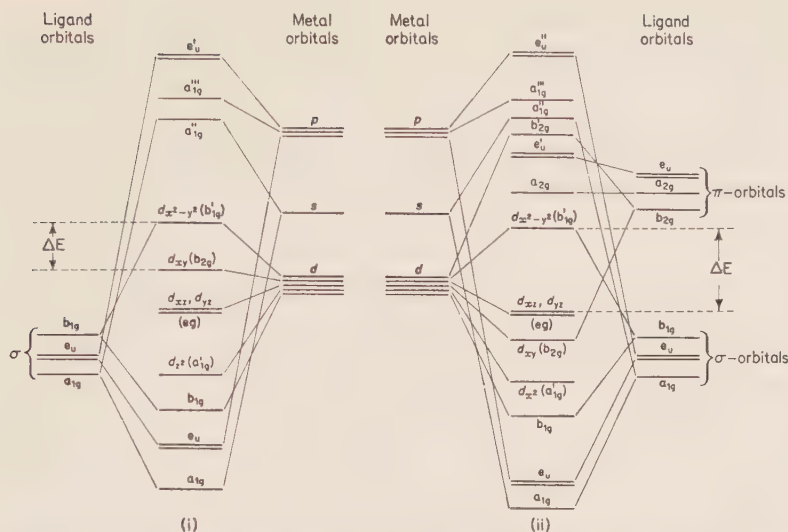 Ligand
orbitals
Metal
orbitals
e′u
a‴1g
a″1g
p
s
dx²−y²(b′1g)
ΔE
dxy(b2g)
d
dxz, dyz
(eg)
dz²(a′1g)
b1g
eu
a1g
σ
b1g
eu
a1g
(i)
Metal
orbitals
Ligand
orbitals
e″u
a‴1g
a″1g
b′2g
e′u
a2g
p
s
eu
a2g
b2g
π-orbitals
dx²−y²(b′1g)
ΔE
d
dxz, dyz
(eg)
dxy(b2g)
dx²(a′1g)
b1g
eu
a1g
b1g
eu
a1g
σ-orbitals
(ii)